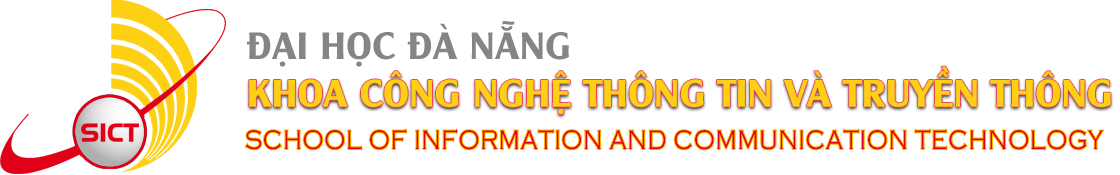 SICT
ĐẠI HỌC ĐÀ NẴNG
KHOA CÔNG NGHỆ THÔNG TIN VÀ TRUYỀN THÔNG
SCHOOL OF INFORMATION AND COMMUNICATION TECHNOLOGY